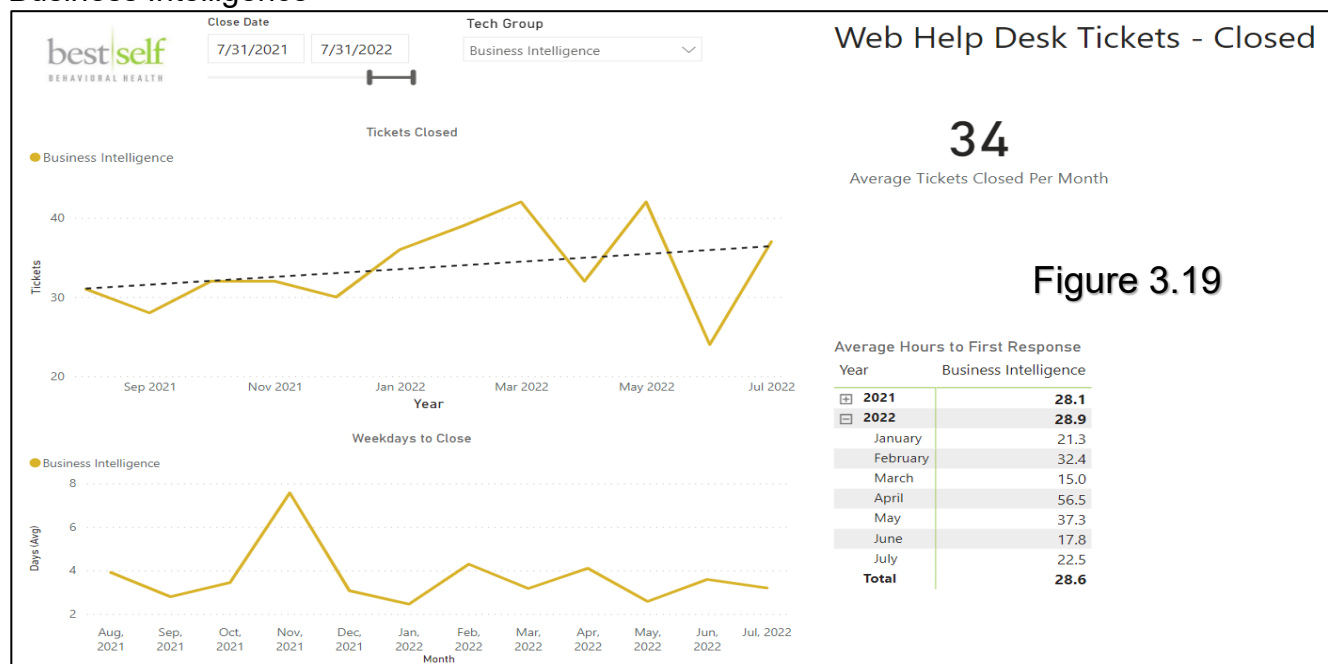 Business Intelligence
best self
BEHAVIORAL HEALTH
Close Date
7/31/2021 7/31/2022
Tech Group
Business Intelligence
Web Help Desk Tickets - Closed
34
Average Tickets Closed Per Month
Figure 3.19
Tickets Closed
Business Intelligence
Tickets
40
30
20
Sep 2021 Nov 2021 Jan 2022 Mar 2022 May 2022 Jul 2022
Year
Weekdays to Close
Business Intelligence
Days (Avg)
8
6
4
2
Aug, Sep, Oct, Nov, Dec, Jan, Feb, Mar, Apr, May, Jun, Jul, 2022
2021 2021 2021 2021 2021 2022 2022 2022 2022 2022 2022
Month
Average Hours to First Response
Year Business Intelligence
2021 28.1
2022 28.9
January 21.3
February 32.4
March 15.0
April 56.5
May 37.3
June 17.8
July 22.5
Total 28.6